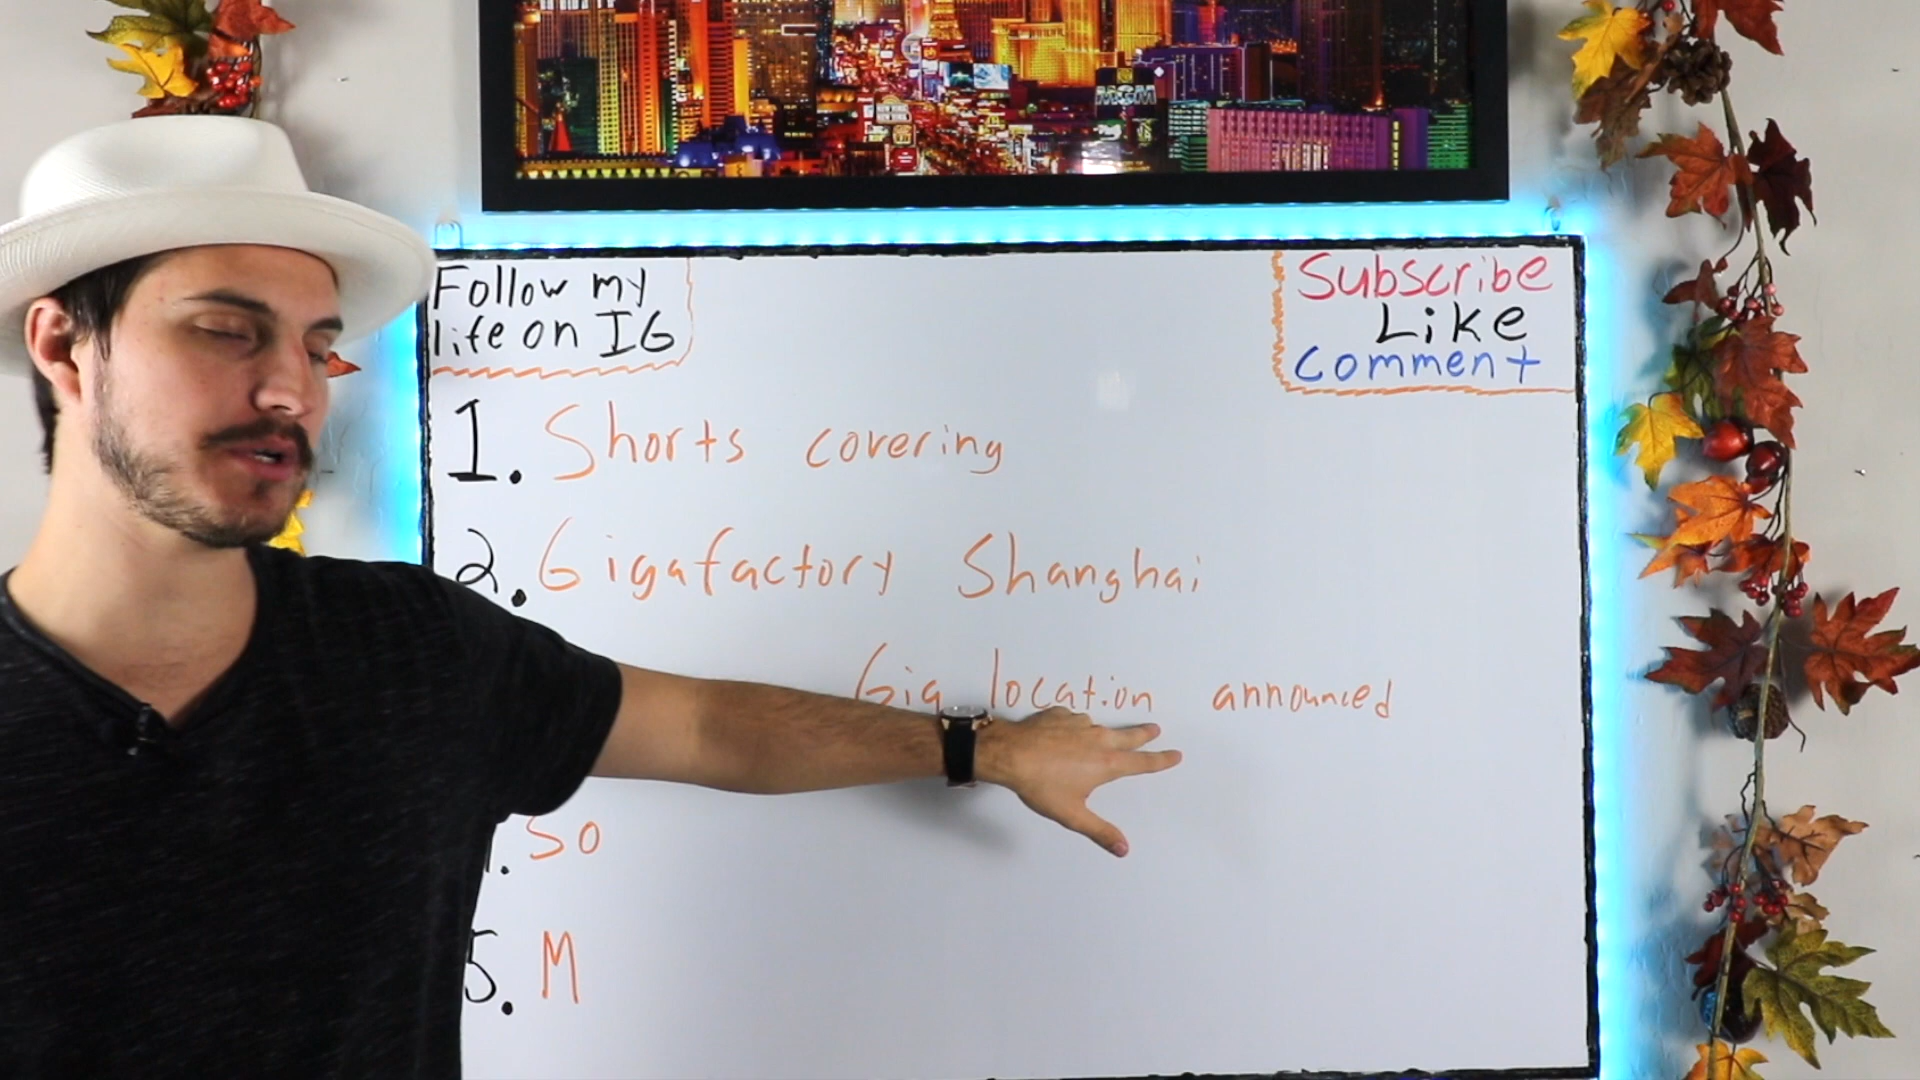 MGM
Follow my
life on IG
Subscribe
Like
Comment
1. Shorts covering
2. Gigafactory Shanghai
Gig location announced
. So
5. M